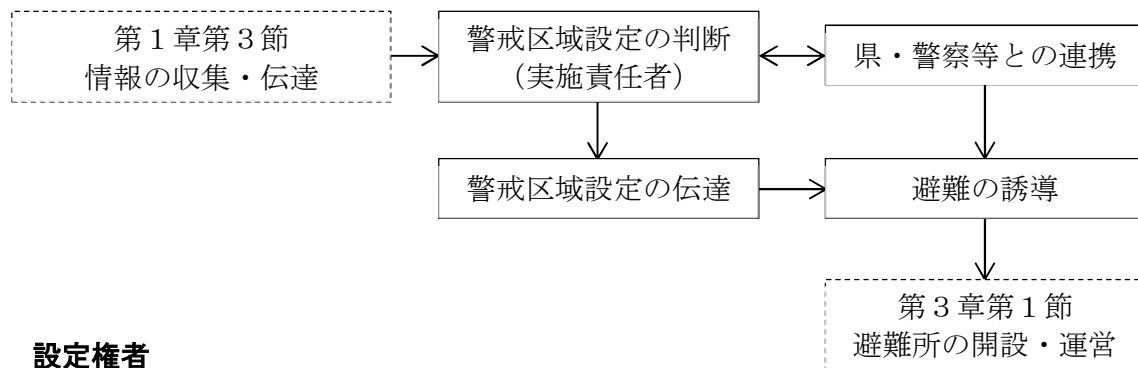 第１章第３節
情報の収集・伝達
警戒区域設定の判断
（実施責任者）
県・警察等との連携
警戒区域設定の伝達
避難の誘導
第３章第１節
避難所の開設・運営
設定権者